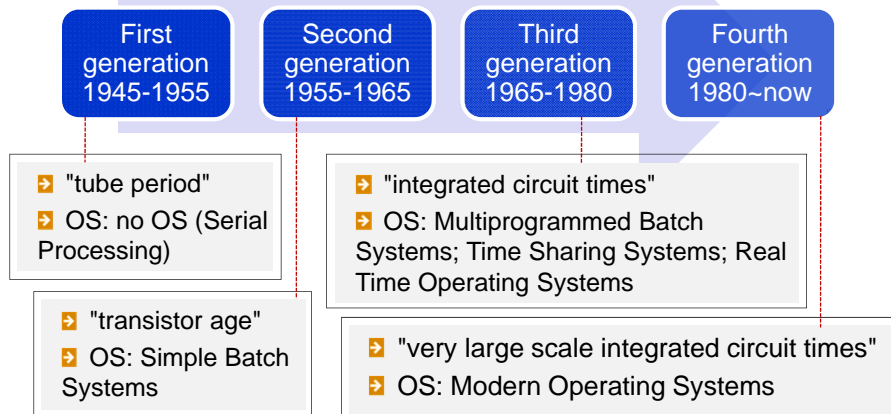 First
generation
1945-1955
Second
generation
1955-1965
Third
generation
1965-1980
Fourth
generation
1980~now
"tube period"
OS: no OS (Serial
Processing)
"transistor age"
OS: Simple Batch
Systems
"integrated circuit times"
OS: Multiprogrammed Batch
Systems; Time Sharing Systems; Real
Time Operating Systems
"very large scale integrated circuit times"
OS: Modern Operating Systems